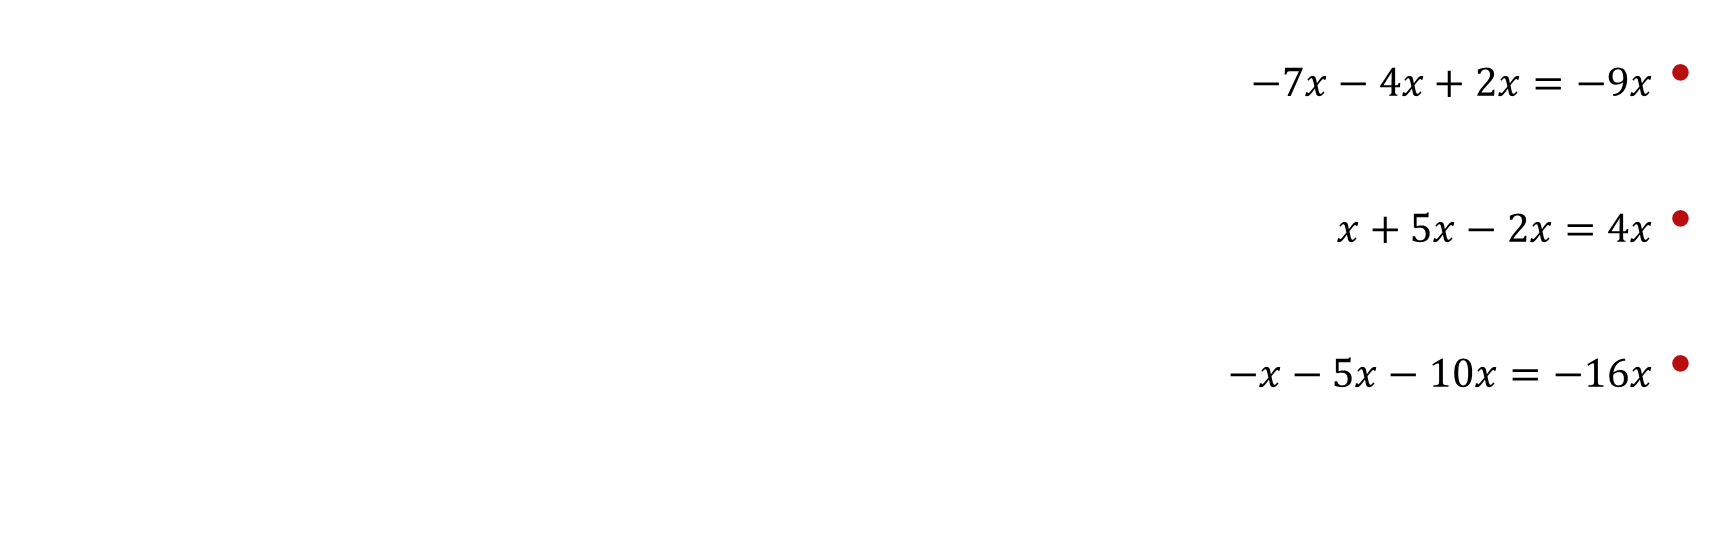 −7x − 4x + 2x = −9x •
x + 5x − 2x = 4x •
−x − 5x − 10x = −16x •